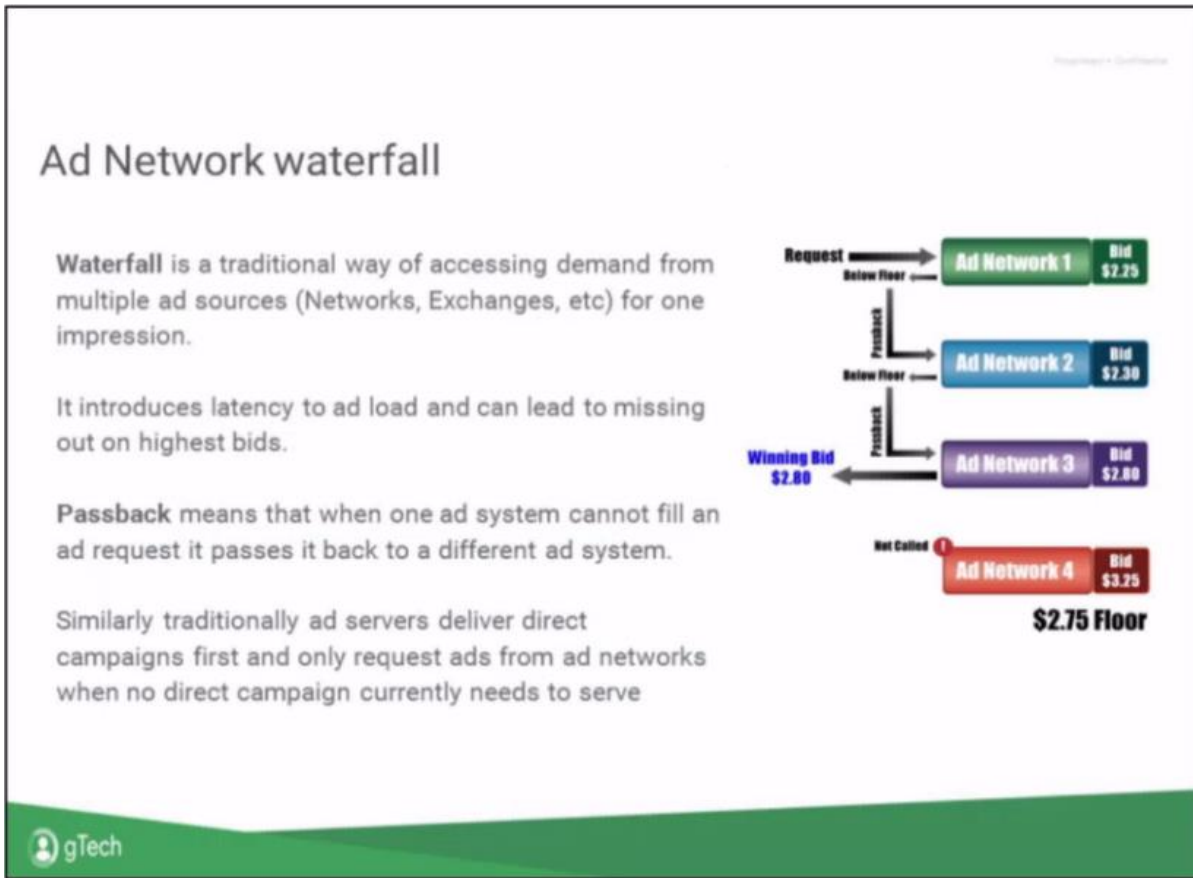 Proprietary + Confidential
Ad Network waterfall
Waterfall is a traditional way of accessing demand from
multiple ad sources (Networks, Exchanges, etc) for one
impression.
It introduces latency to ad load and can lead to missing
out on highest bids.
Passback means that when one ad system cannot fill an
ad request it passes it back to a different ad system.
Similarly traditionally ad servers deliver direct
campaigns first and only request ads from ad networks
when no direct campaign currently needs to serve
Request
Ad Network 1
Bid
$2.25
Below Floor
Passback
Ad Network 2
Bid
$2.30
Below Floor
Passback
Ad Network 3
Bid
$2.80
Winning Bid
$2.80
Not Called
!
Ad Network 4
Bid
$3.25
$2.75 Floor
gTech